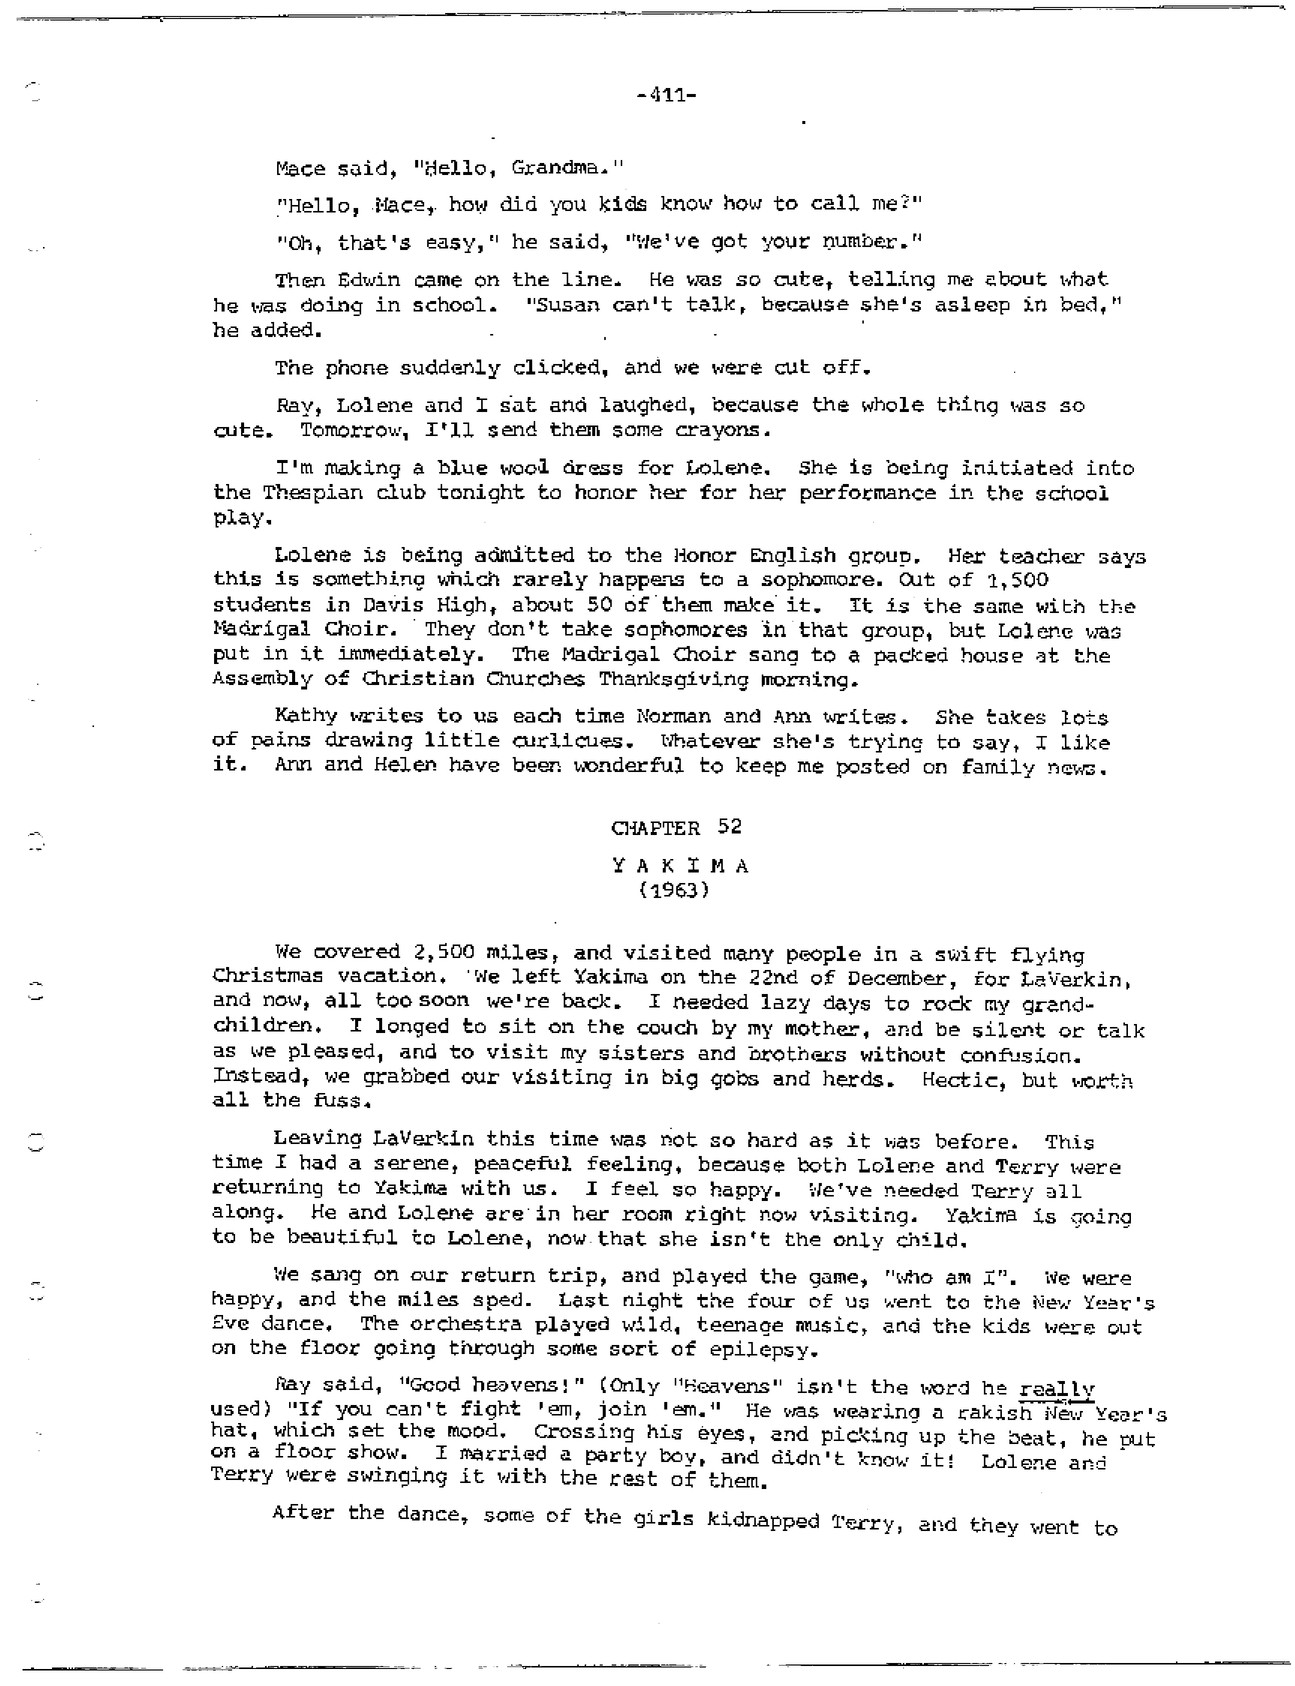 -411-
Mace said, "Hello, Grandma."
"Hello, Mace, how did you kids know how to call me?"
"Oh, that's easy," he said, "We've got your number."
Then Edwin came on the line. He was so cute, telling me about what
he was doing in school. "Susan can't talk, because she's asleep in bed,"
he added.
The phone suddenly clicked, and we were cut off.
Ray, Lolene and I sat and laughed, because the whole thing was so
cute. Tomorrow, I'll send them some crayons.
I'm making a blue wool dress for Lolene. She is being initiated into
the Thespian club tonight to honor her for her performance in the school
play.
Lolene is being admitted to the Honor English group. Her teacher says
this is something which rarely happens to a sophomore. Out of 1,500
students in Davis High, about 50 of them make it. It is the same with the
Madrigal Choir. They don't take sophomores in that group, but Lolene was
put in it immediately. The Madrigal Choir sang to a packed house at the
Assembly of Christian Churches Thanksgiving morning.
Kathy writes to us each time Norman and Ann writes. She takes lots
of pains drawing little curlicues. Whatever she's trying to say, I like
it. Ann and Helen have been wonderful to keep me posted on family news.
CHAPTER 52
Y A K I M A
(1963)
We covered 2,500 miles, and visited many people in a swift flying
Christmas vacation. We left Yakima on the 22nd of December, for LaVerkin,
and now, all too soon we're back. I needed lazy days to rock my grand-
children. I longed to sit on the couch by my mother, and be silent or talk
as we pleased, and to visit my sisters and brothers without confusion.
Instead, we grabbed our visiting in big gobs and herds. Hectic, but worth
all the fuss.
Leaving LaVerkin this time was not so hard as it was before. This
time I had a serene, peaceful feeling, because both Lolene and Terry were
returning to Yakima with us. I feel so happy. We've needed Terry all
along. He and Lolene are in her room right now visiting. Yakima is going
to be beautiful to Lolene, now that she isn't the only child.
We sang on our return trip, and played the game, "who am I". We were
happy, and the miles sped. Last night the four of us went to the New Year's
Eve dance. The orchestra played wild, teenage music, and the kids were out
on the floor going through some sort of epilepsy.
Ray said, "Good heavens!" (Only "Heavens" isn't the word he really
used) "If you can't fight 'em, join 'em." He was wearing a rakish New Year's
hat, which set the mood. Crossing his eyes, and picking up the beat, he put
on a floor show. I married a party boy, and didn't know it! Lolene and
Terry were swinging it with the rest of them.
After the dance, some of the girls kidnapped Terry, and they went to